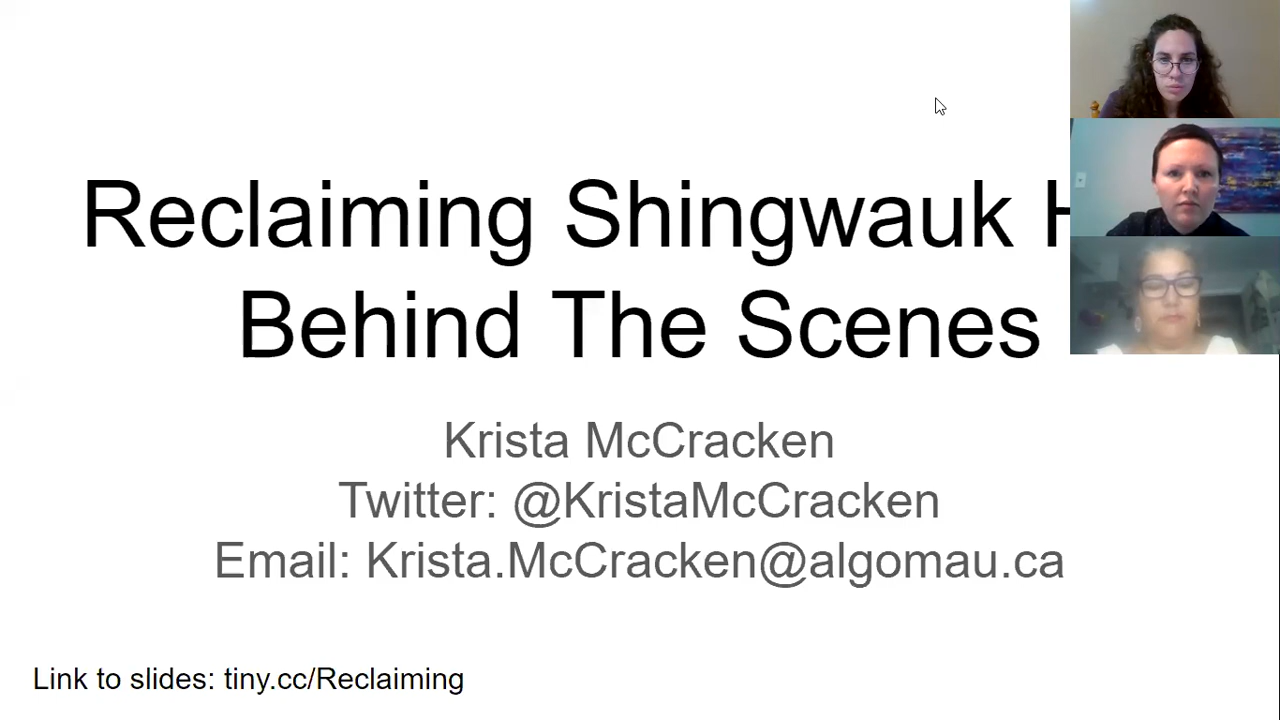 Reclaiming Shingwauk
Behind The Scenes
Krista McCracken
Twitter: @KristaMcCracken
Email: Krista.McCracken@algomau.ca
Link to slides: tiny.cc/Reclaiming